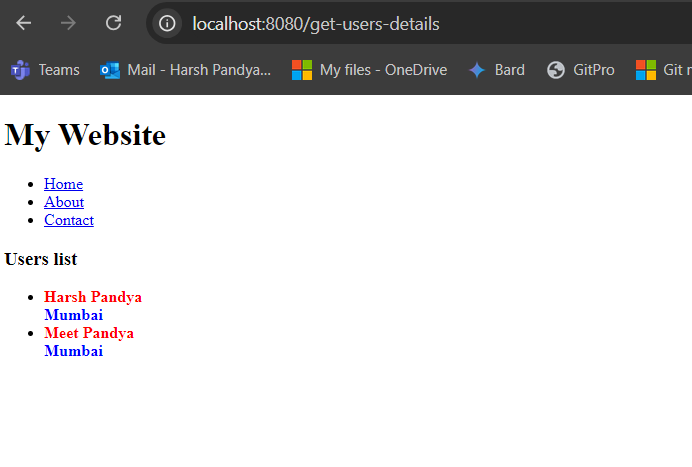 localhost:8080/get-users-details
Teams Mail - Harsh Pandya... My files - OneDrive Bard GitPro Git r
My Website
Home
About
Contact
Users list
Harsh Pandya
Mumbai
Meet Pandya
Mumbai